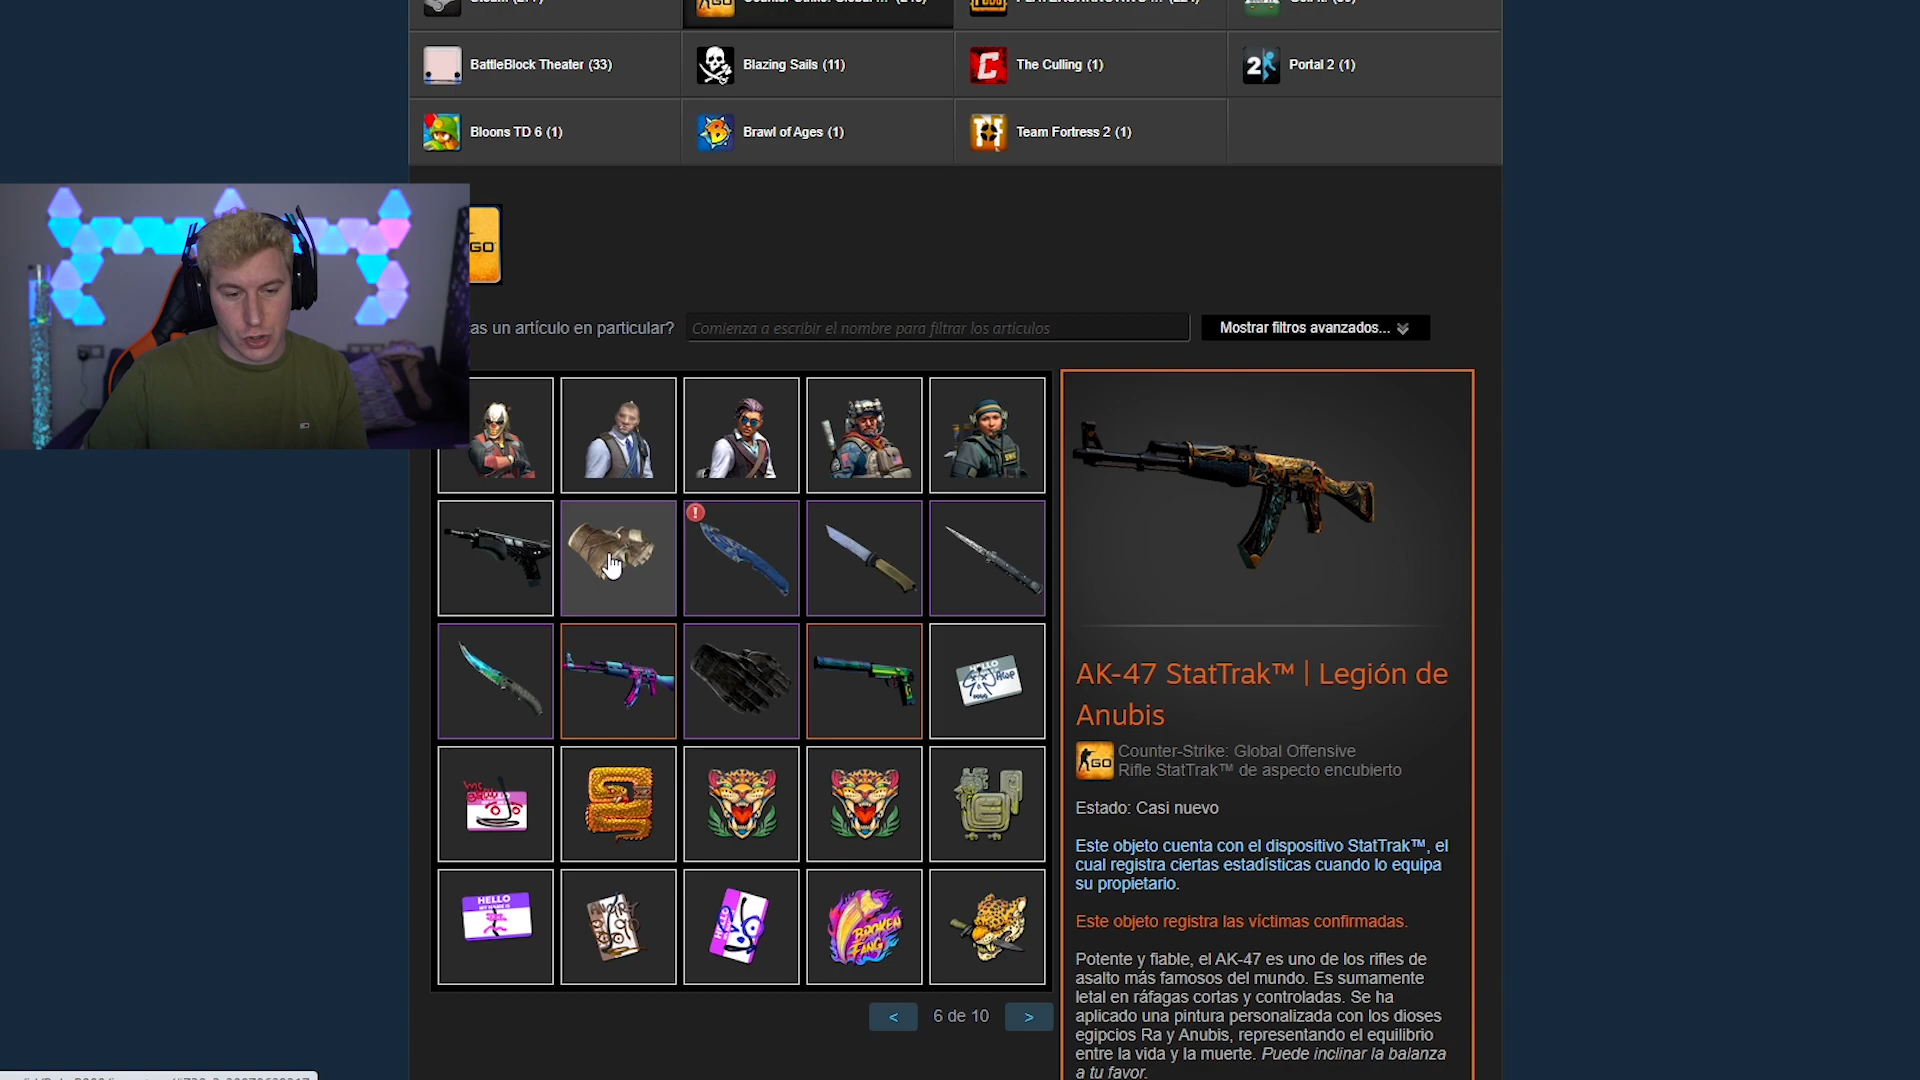 BattleBlock Theater (33)
Blazing Sails (11)
The Culling (1)
Portal 2 (1)
Bloons TD 6 (1)
Brawl of Ages (1)
Team Fortress 2 (1)
GO
as un artículo en particular?
Comienza a escribir el nombre para filtrar los artículos
Mostrar filtros avanzados...
HELLO
HELLO
BROKEN
FANG
6 de 10
AK-47 StatTrak™ | Legión de
Anubis
GO
Counter-Strike: Global Offensive
Rifle StatTrak™ de aspecto encubierto
Estado: Casi nuevo
Este objeto cuenta con el dispositivo StatTrak™, el
cual registra ciertas estadísticas cuando lo equipa
su propietario.
Este objeto registra las víctimas confirmadas.
Potente y fiable, el AK-47 es uno de los rifles de
asalto más famosos del mundo. Es sumamente
letal en ráfagas cortas y controladas. Se ha
aplicado una pintura personalizada con los dioses
egipcios Ra y Anubis, representando el equilibrio
entre la vida y la muerte. Puede inclinar la balanza
a tu favor.